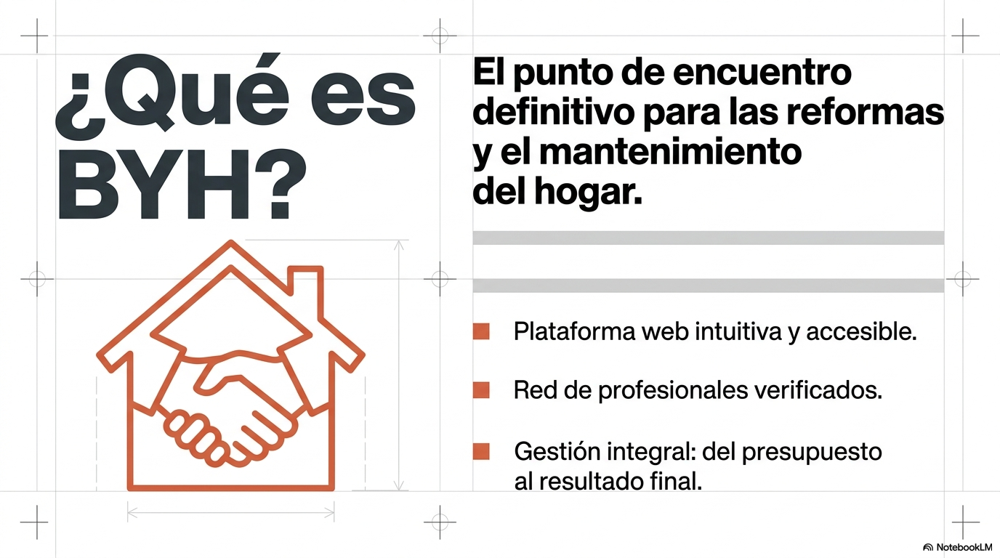 ¿Qué es
BYH?
El punto de encuentro
definitivo para las reformas
y el mantenimiento
del hogar.
Plataforma web intuitiva y accesible.
Red de profesionales verificados.
Gestión integral: del presupuesto
al resultado final.
NotebookLM